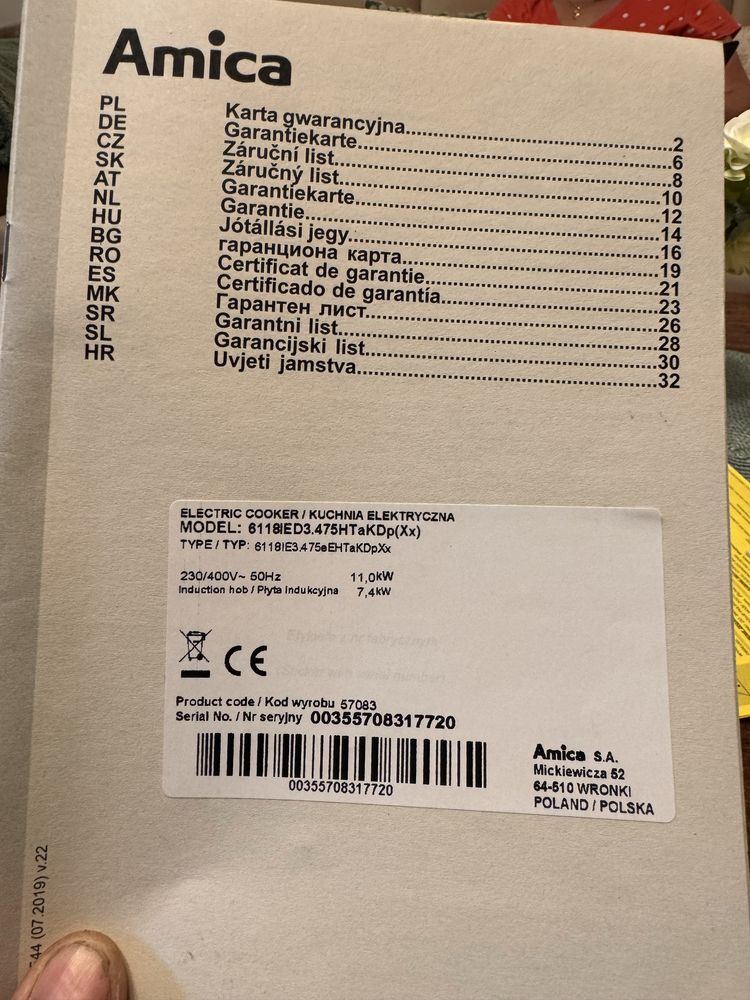 Amica
PL Karta gwarancyjna 2
DE Garantiekarte 6
CZ Záruční list 8
SK Záručný list 10
AT Garantiekarte 12
NL Garantie 14
HU Jótállási jegy 16
BG гаранциона карта 19
RO Certificat de garantie 21
ES Certificado de garantía 23
MK Гарантен лист 26
SR Garantni list 28
SL Garancijski list 30
HR Uvjeti jamstva 32
ELECTRIC COOKER / KUCHNIA ELEKTRYCZNA
MODEL: 6118IED3.475HTaKDp(Xx)
TYPE / TYP: 6118IE3.475eEHTaKDpXx
230/400V~ 50Hz 11,0kW
Induction hob / Płyta indukcyjna 7,4kW
CE
Product code / Kod wyrobu 57083
Serial No. / Nr seryjny 00355708317720
00355708317720
Amica S.A.
Mickiewicza 52
64-510 WRONKI
POLAND / POLSKA
44 (07.2019) v.22